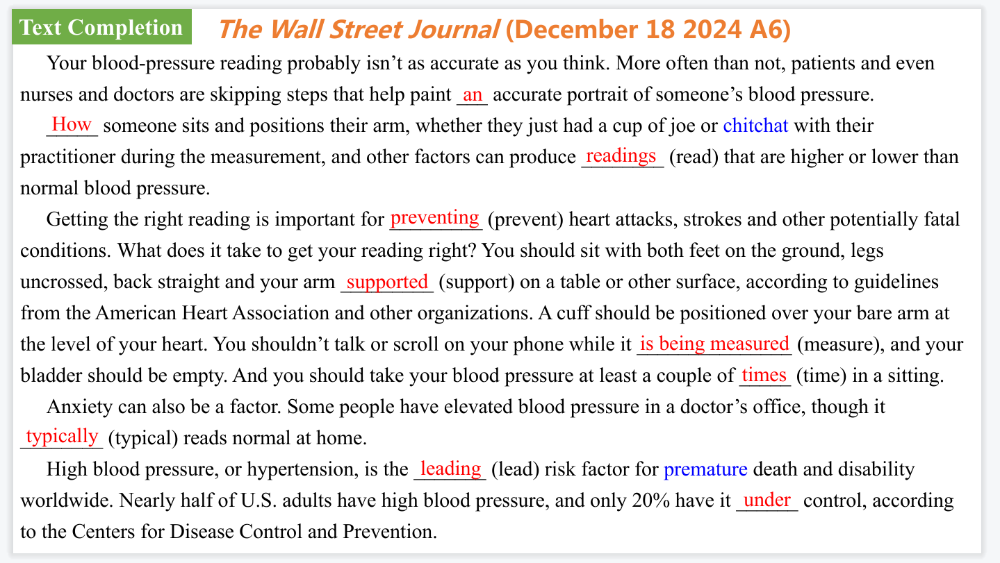 Text Completion
The Wall Street Journal (December 18 2024 A6)
Your blood-pressure reading probably isn’t as accurate as you think. More often than not, patients and even
nurses and doctors are skipping steps that help paint an accurate portrait of someone’s blood pressure.
How someone sits and positions their arm, whether they just had a cup of joe or chitchat with their
practitioner during the measurement, and other factors can produce readings (read) that are higher or lower than
normal blood pressure.
Getting the right reading is important for preventing (prevent) heart attacks, strokes and other potentially fatal
conditions. What does it take to get your reading right? You should sit with both feet on the ground, legs
uncrossed, back straight and your arm supported (support) on a table or other surface, according to guidelines
from the American Heart Association and other organizations. A cuff should be positioned over your bare arm at
the level of your heart. You shouldn’t talk or scroll on your phone while it is being measured (measure), and your
bladder should be empty. And you should take your blood pressure at least a couple of times (time) in a sitting.
Anxiety can also be a factor. Some people have elevated blood pressure in a doctor’s office, though it
typically (typical) reads normal at home.
High blood pressure, or hypertension, is the leading (lead) risk factor for premature death and disability
worldwide. Nearly half of U.S. adults have high blood pressure, and only 20% have it under control, according
to the Centers for Disease Control and Prevention.